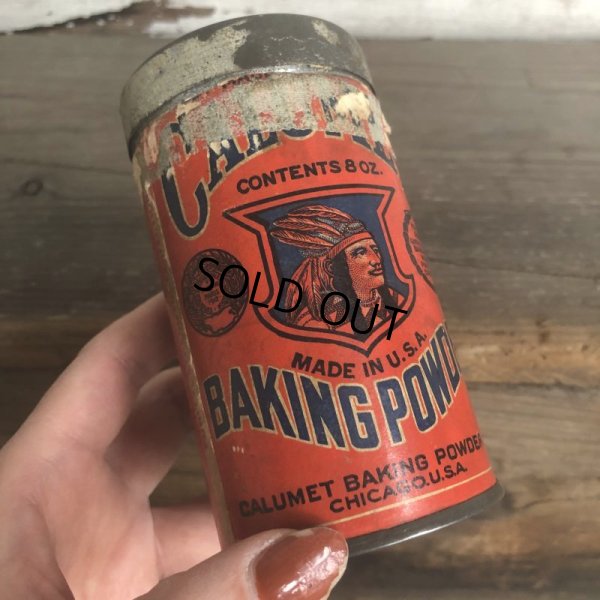 CONTENTS 8 OZ.
SOLD OUT
MADE IN U.S.A.
BAKING POWD
CALUMET BAKING POWDER
CHICAGO, U.S.A.